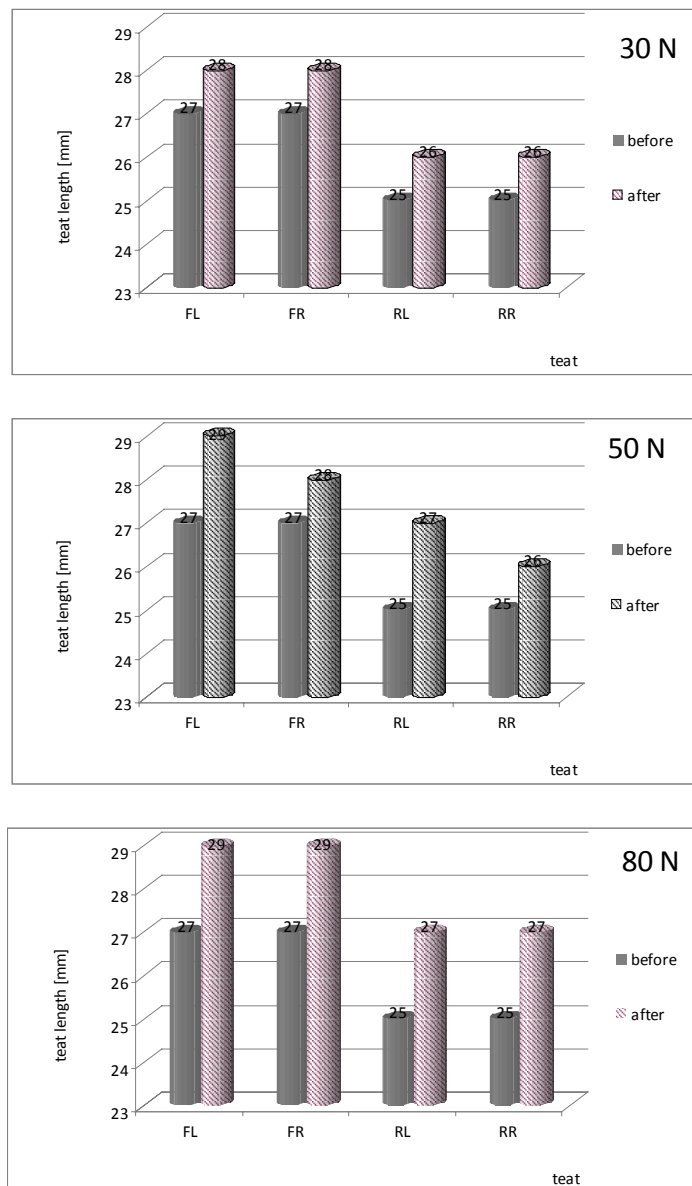 30 N
29
28
27
26
25
24
23
teat length [mm]
27 28 27 28 25 26 25 26
before
after
FL FR RL RR
teat
50 N
29
28
27
26
25
24
23
teat length [mm]
27 29 27 28 25 27 25 26
before
after
FL FR RL RR
teat
80 N
29
28
27
26
25
24
23
teat length [mm]
27 29 27 29 25 27 25 27
before
after
FL FR RL RR
teat